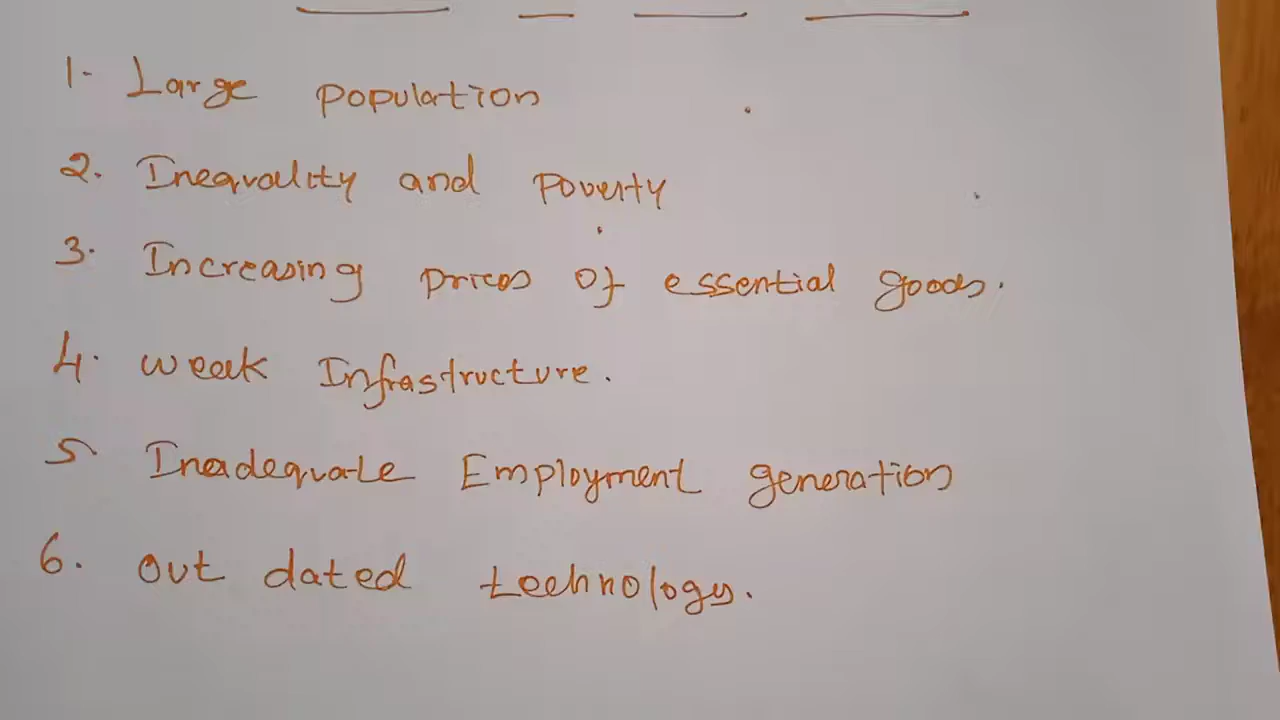 1. Large population
2. Inequality and Poverty
3. Increasing prices of essential goods.
4. weak Infrastructure.
5. Inadequate Employment generation
6. out dated technology.